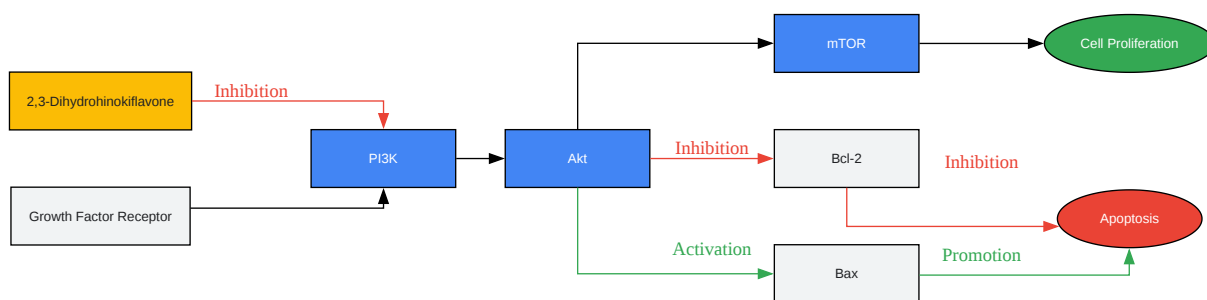 mTOR
Cell Proliferation
2,3-Dihydrohinokiflavone
Inhibition
PI3K
Akt
Inhibition
Bcl-2
Inhibition
Growth Factor Receptor
Apoptosis
Activation
Bax
Promotion